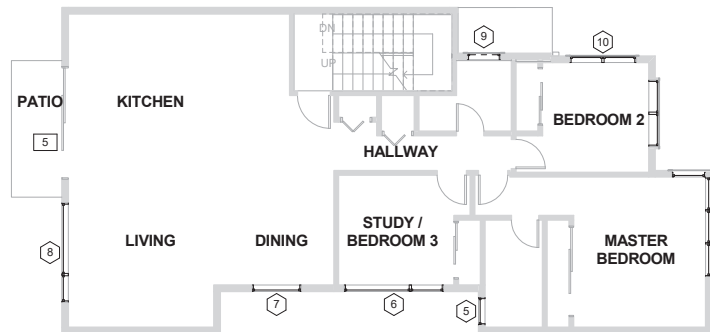 DN
9
10
UP
PATIO
KITCHEN
BEDROOM 2
5
HALLWAY
STUDY /
BEDROOM 3
LIVING
DINING
MASTER
BEDROOM
8
7
6
5